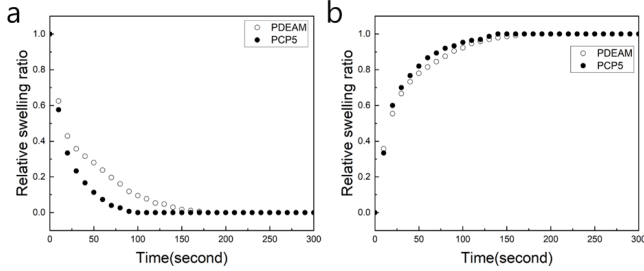 a
PDEAM
PCP5
Relative swelling ratio
1.0
0.8
0.6
0.4
0.2
0.0
0 50 100 150 200 250 300
Time(second)
b
PDEAM
PCP5
Relative swelling ratio
1.0
0.8
0.6
0.4
0.2
0.0
0 50 100 150 200 250 300
Time(second)